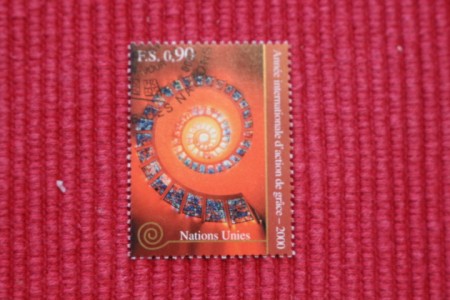 F.S. 0,90
Année internationale d'action de grâce – 2000
Nations Unies